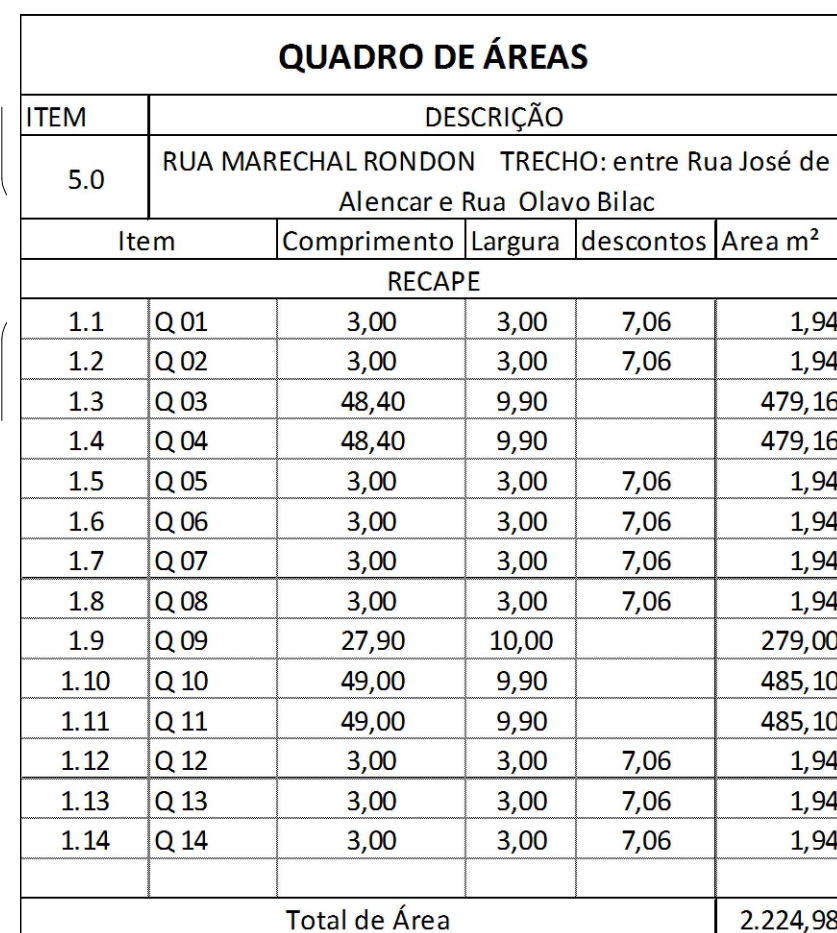 QUADRO DE ÁREAS
ITEM DESCRIÇÃO
5.0 RUA MARECHAL RONDON TRECHO: entre Rua José de
Alencar e Rua Olavo Bilac
Item Comprimento Largura descontos Area m²
RECAPE
1.1 Q 01 3,00 3,00 7,06 1,94
1.2 Q 02 3,00 3,00 7,06 1,94
1.3 Q 03 48,40 9,90 479,16
1.4 Q 04 48,40 9,90 479,16
1.5 Q 05 3,00 3,00 7,06 1,94
1.6 Q 06 3,00 3,00 7,06 1,94
1.7 Q 07 3,00 3,00 7,06 1,94
1.8 Q 08 3,00 3,00 7,06 1,94
1.9 Q 09 27,90 10,00 279,00
1.10 Q 10 49,00 9,90 485,10
1.11 Q 11 49,00 9,90 485,10
1.12 Q 12 3,00 3,00 7,06 1,94
1.13 Q 13 3,00 3,00 7,06 1,94
1.14 Q 14 3,00 3,00 7,06 1,94
Total de Área 2.224,98